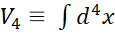 V₄ ≡ ∫ d⁴x